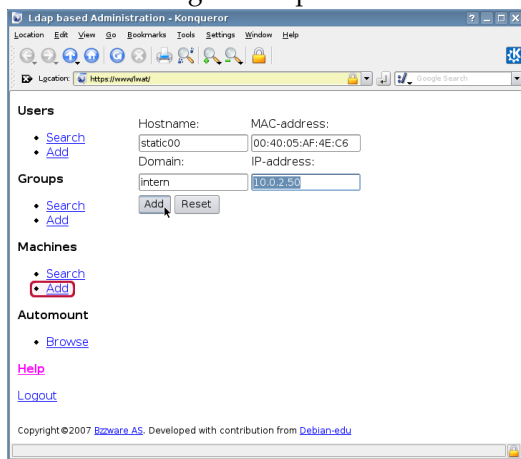 Ldap based Administration - Konqueror
Location Edit View Go Bookmarks Tools Settings Window Help
Location: https://www/lwat/ Google Search
Users
Search
Add
Groups
Search
Add
Machines
Search
Add
Automount
Browse
Help
Logout
Hostname: MAC-address:
static00 00:40:05:AF:4E:C6
Domain: IP-address:
intern 10.0.2.50
Add Reset
Copyright©2007 Bzzware AS. Developed with contribution from Debian-edu